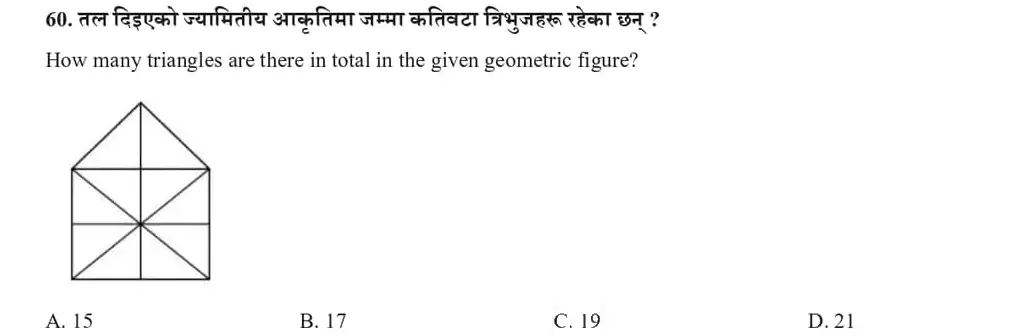 60. तल दिइएको ज्यामितीय आकृतिमा जम्मा कतिवटा त्रिभुजहरू रहेका छन् ?
How many triangles are there in total in the given geometric figure?
A. 15 B. 17 C. 19 D. 21